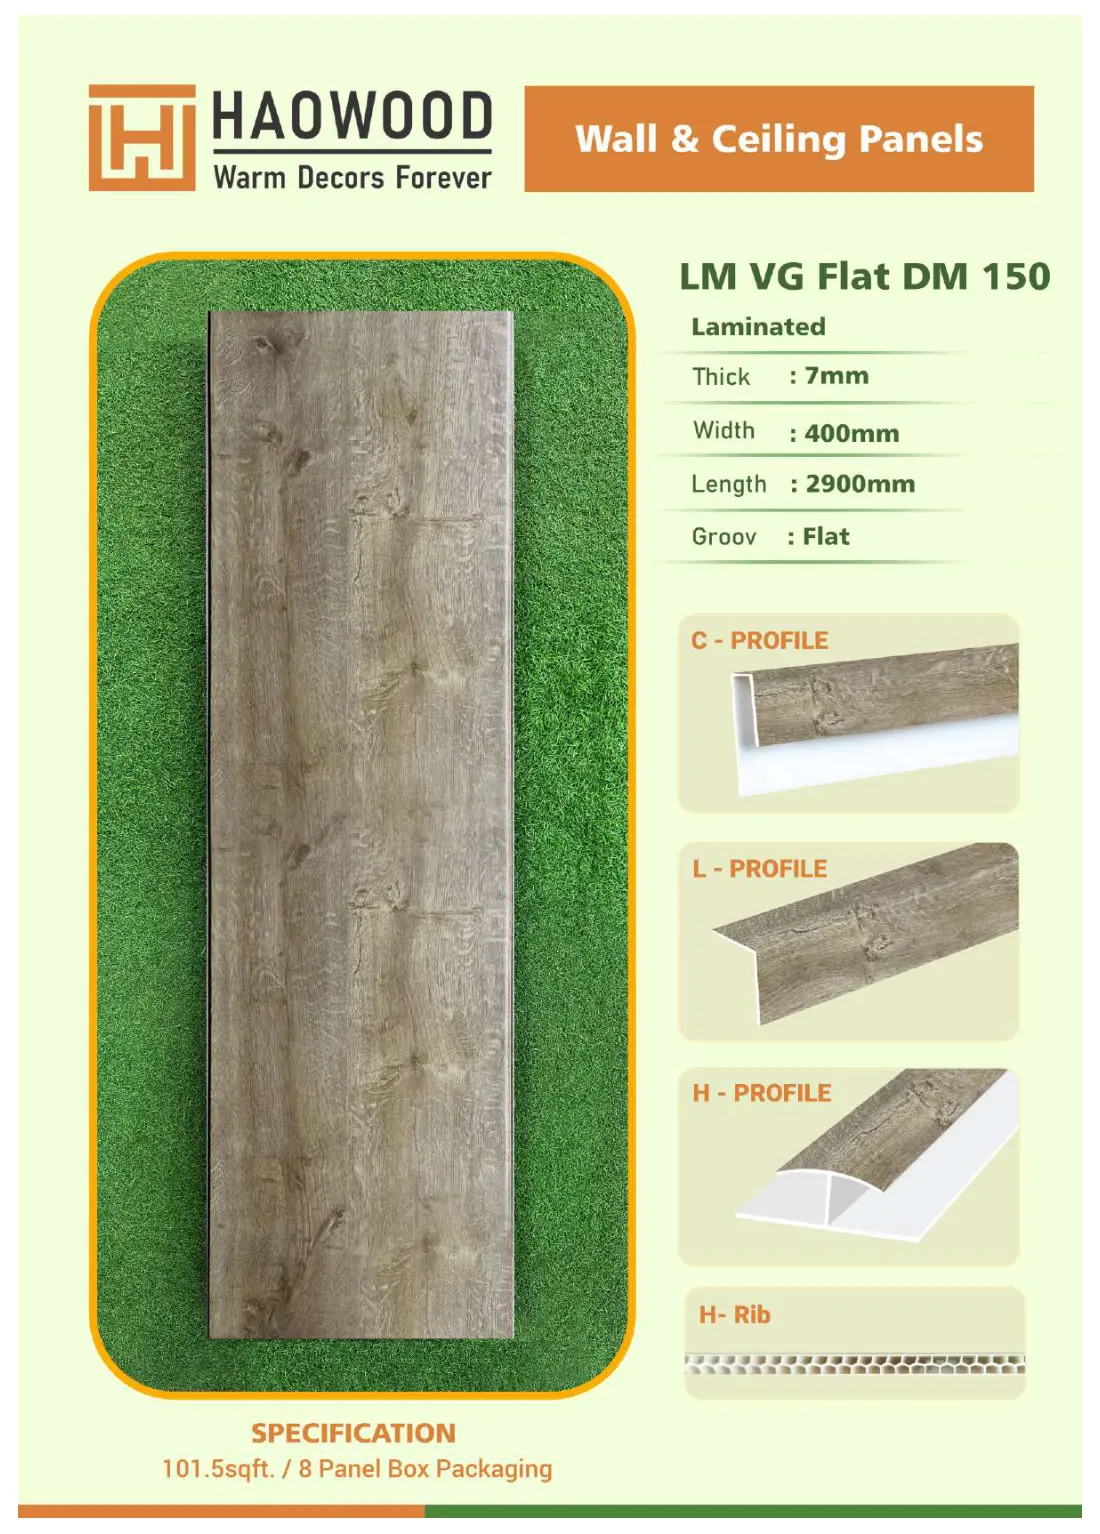 HAOWOOD
Warm Decors Forever
Wall & Ceiling Panels
LM VG Flat DM 150
Laminated
Thick : 7mm
Width : 400mm
Length : 2900mm
Groov : Flat
C - PROFILE
L - PROFILE
H - PROFILE
H- Rib
SPECIFICATION
101.5sqft. / 8 Panel Box Packaging